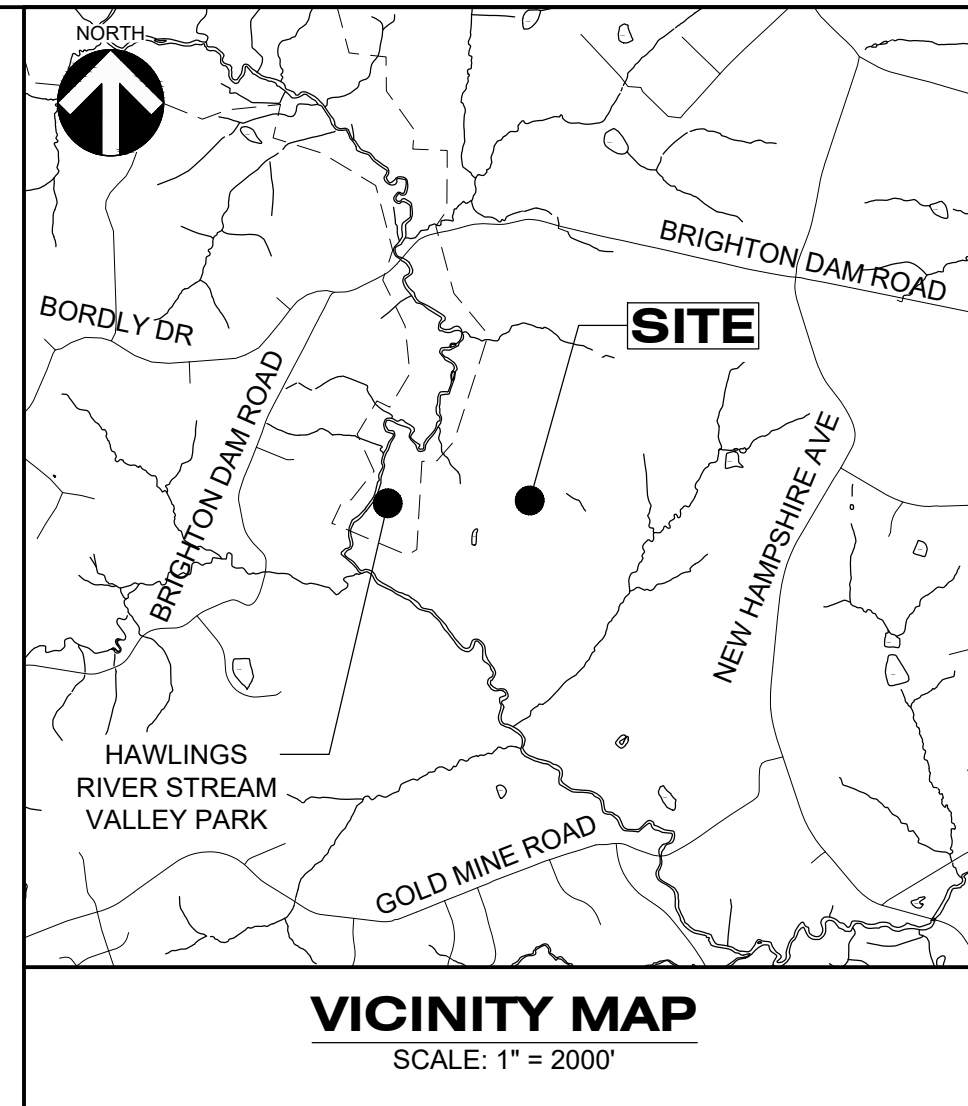 NORTH
BRIGHTON DAM ROAD
BORDLY DR
SITE
BRIGHTON DAM ROAD
NEW HAMPSHIRE AVE
HAWLINGS
RIVER STREAM
VALLEY PARK
GOLD MINE ROAD
VICINITY MAP
SCALE: 1" = 2000'